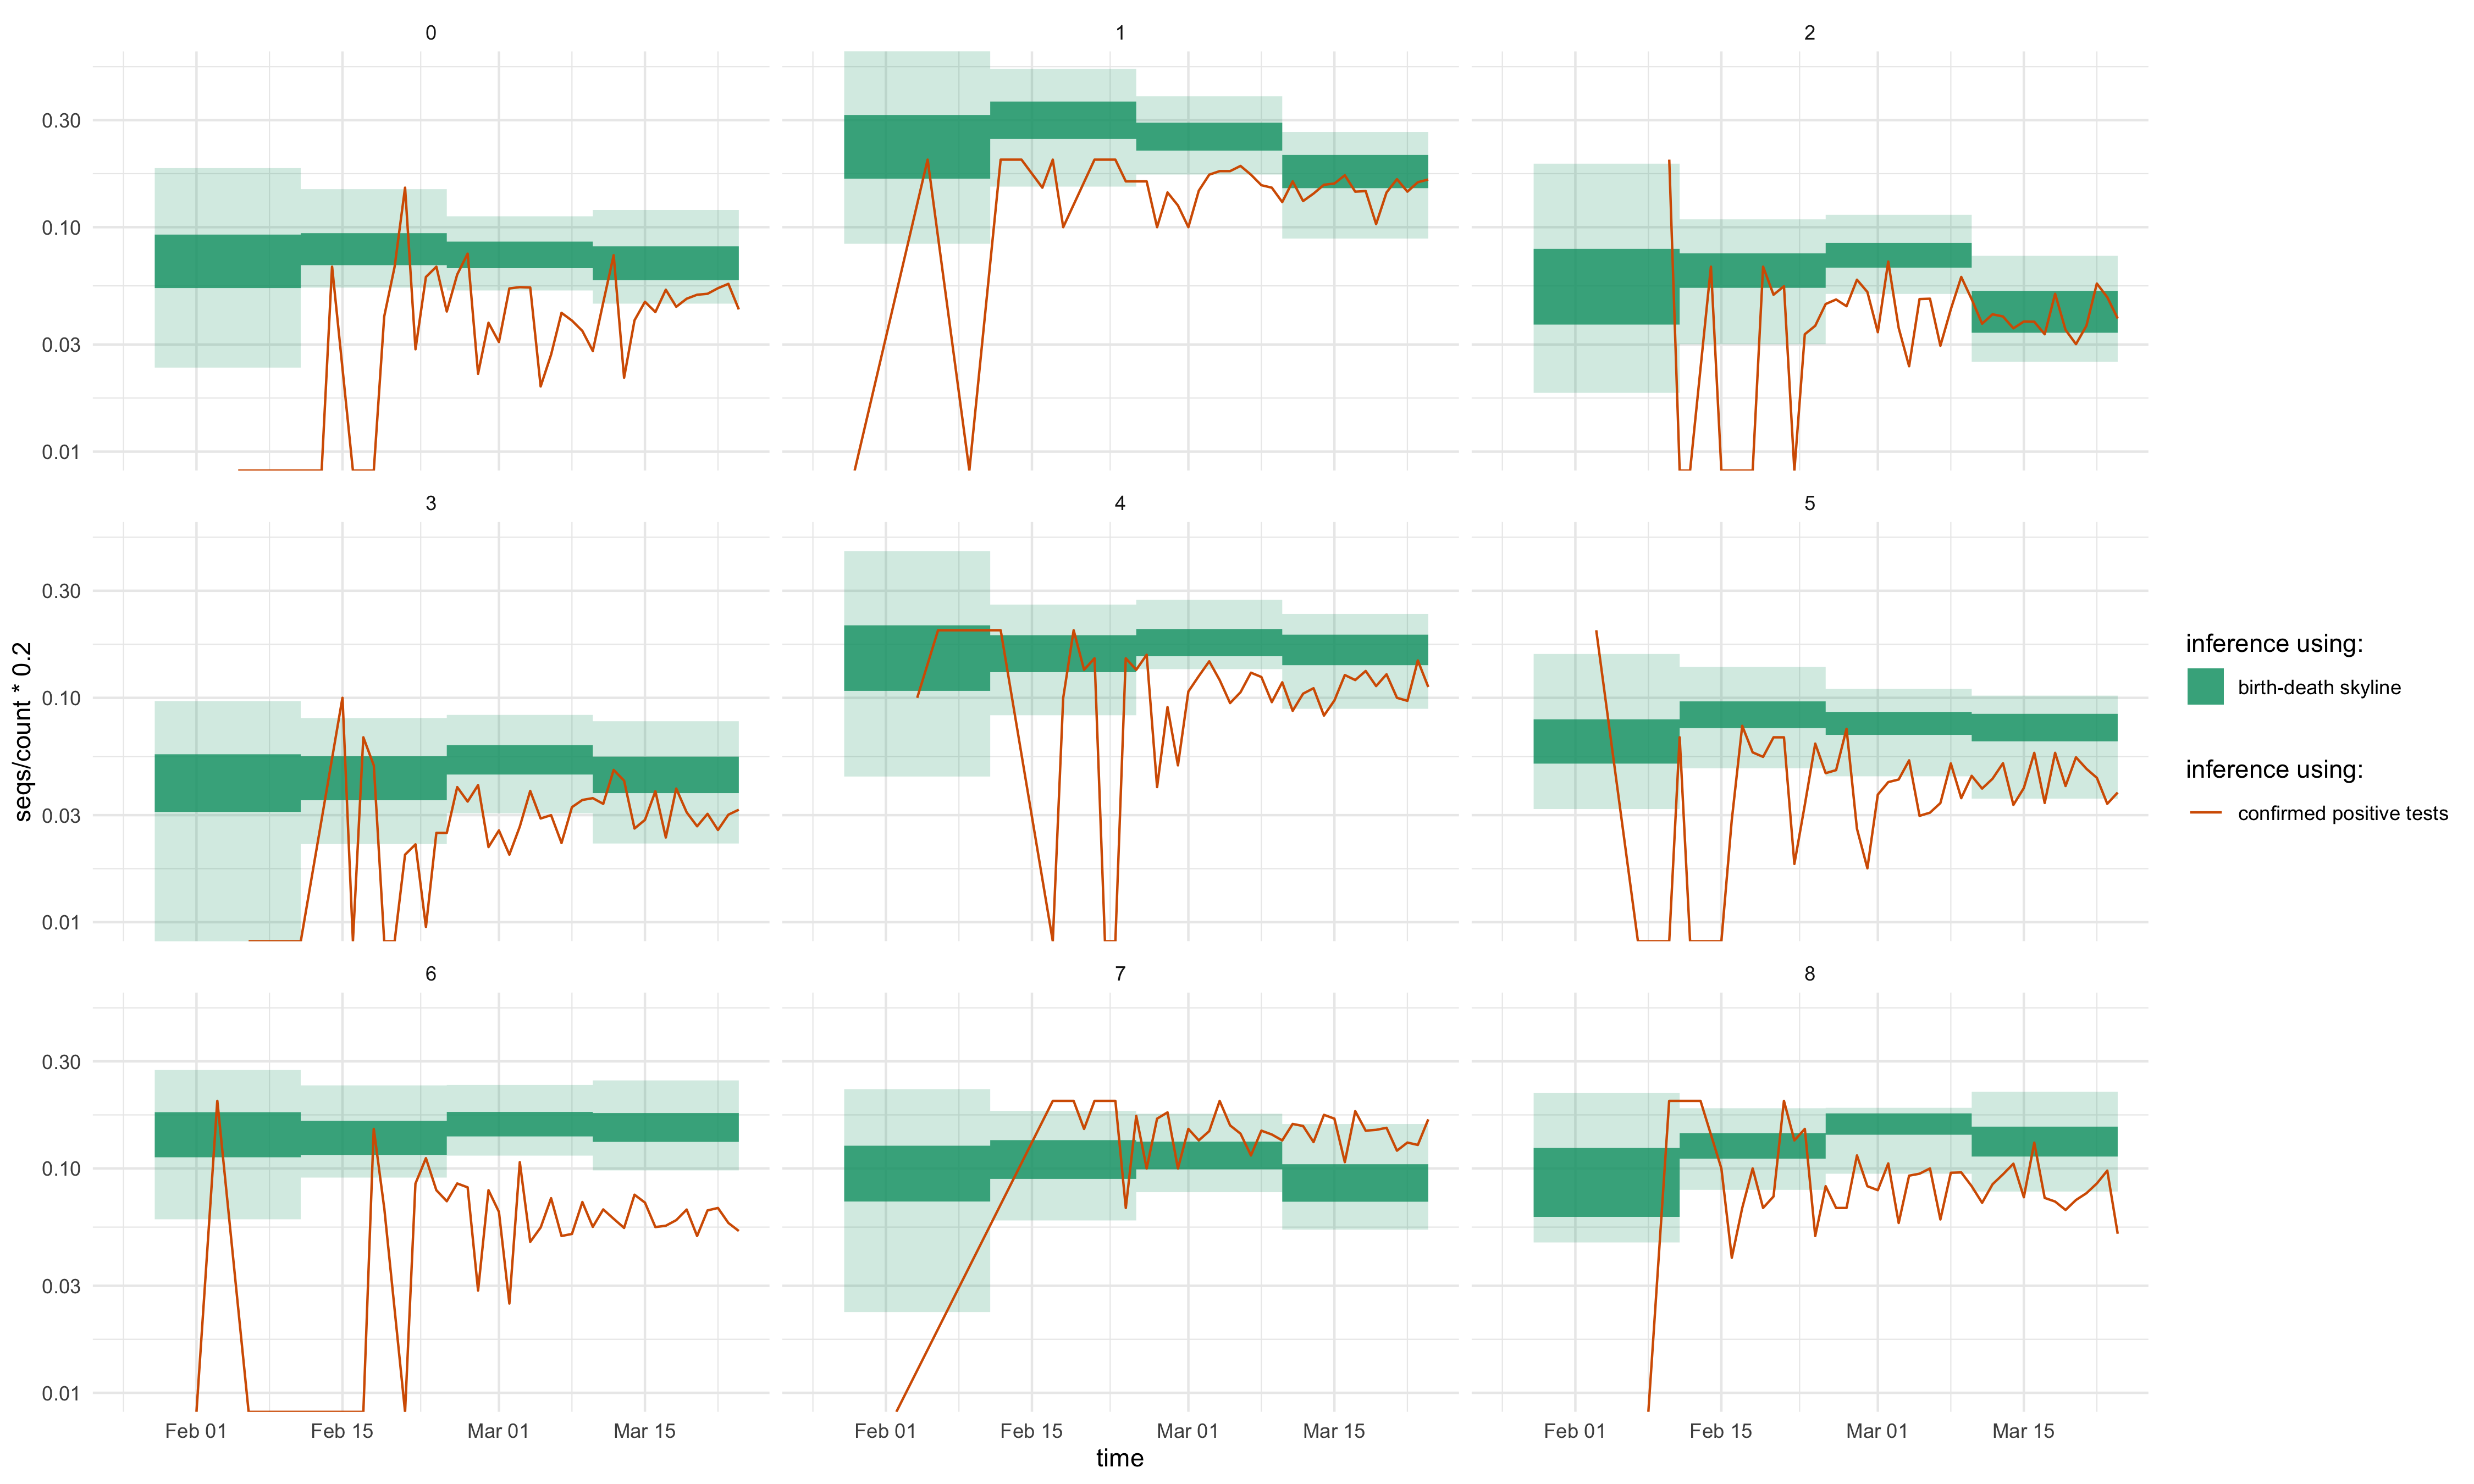 0 1 2
0.30
0.10
0.03
0.01
3 4 5
0.30
0.10
0.03
0.01
seqs/count * 0.2
inference using:
birth-death skyline
inference using:
confirmed positive tests
6 7 8
0.30
0.10
0.03
0.01
Feb 01 Feb 15 Mar 01 Mar 15 Feb 01 Feb 15 Mar 01 Mar 15 Feb 01 Feb 15 Mar 01 Mar 15
time